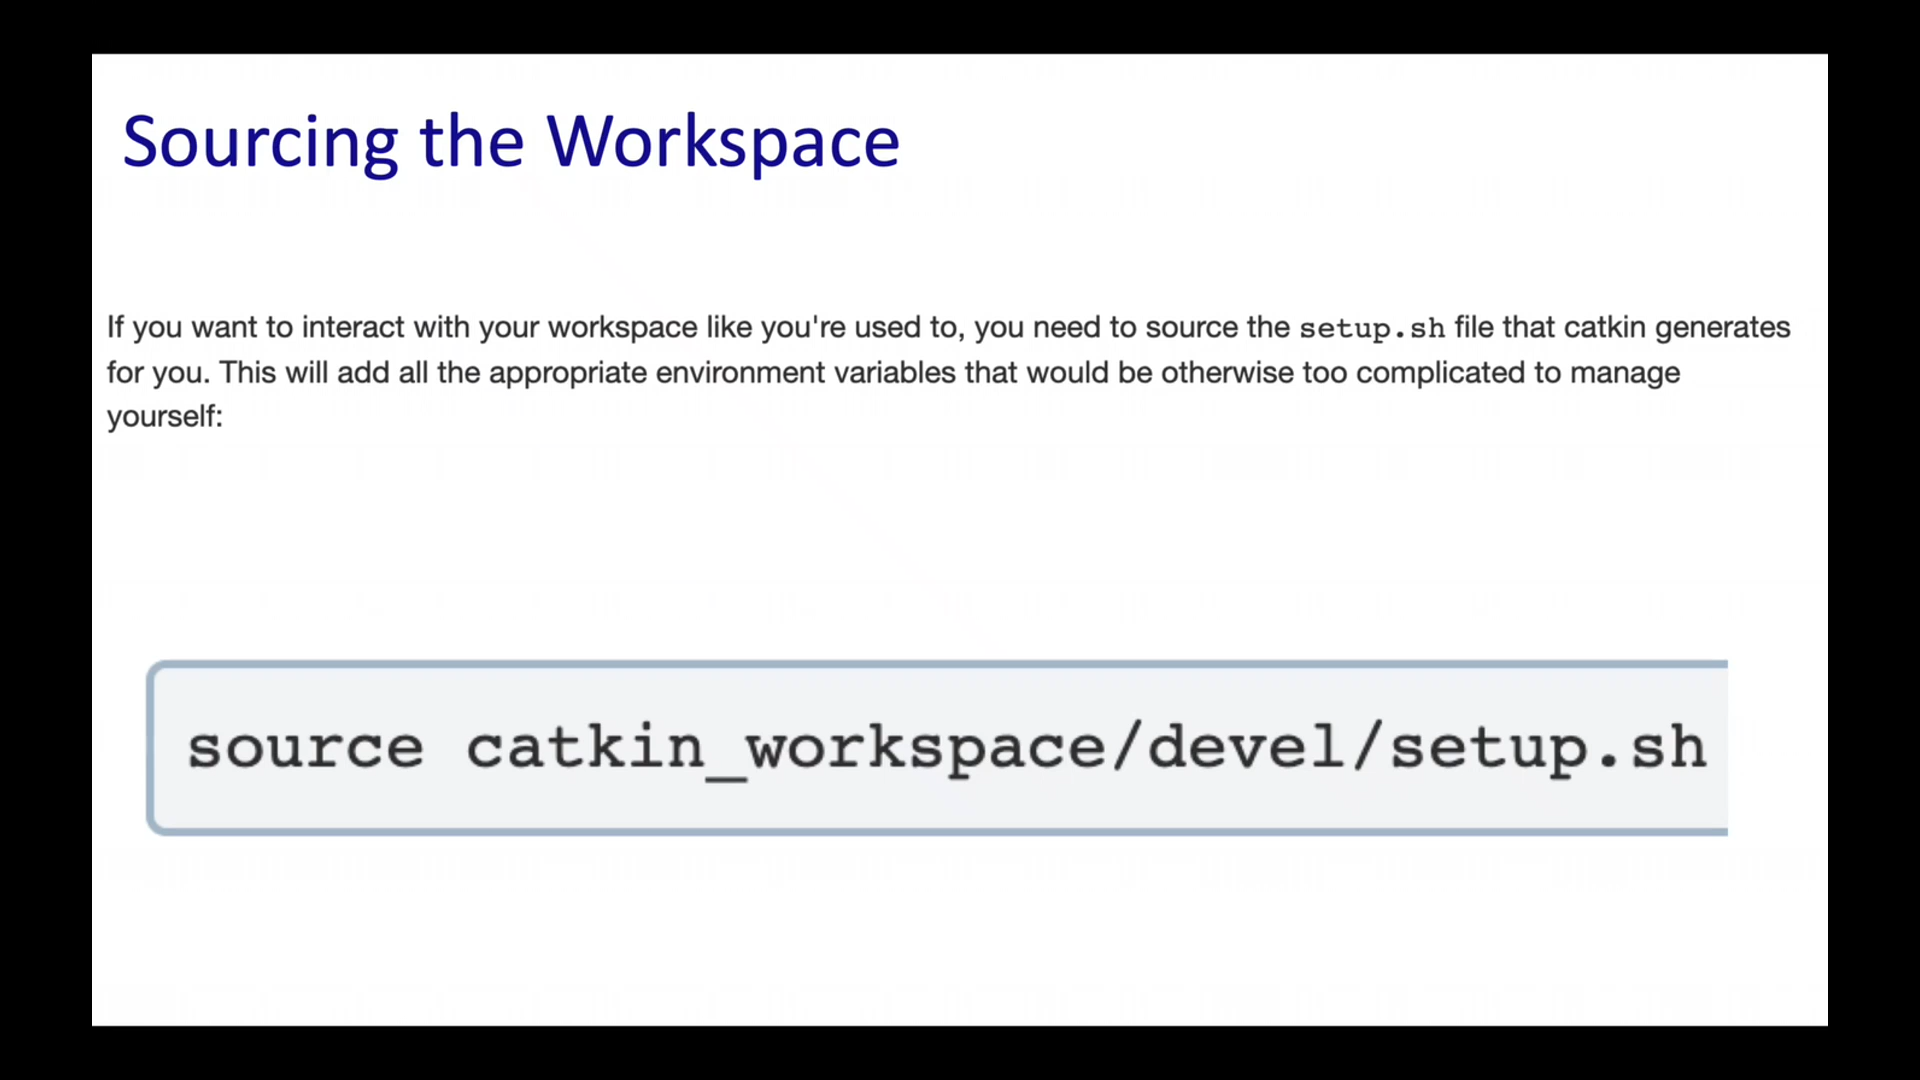 Sourcing the Workspace
If you want to interact with your workspace like you're used to, you need to source the setup.sh file that catkin generates
for you. This will add all the appropriate environment variables that would be otherwise too complicated to manage
yourself:
source catkin_workspace/devel/setup.sh